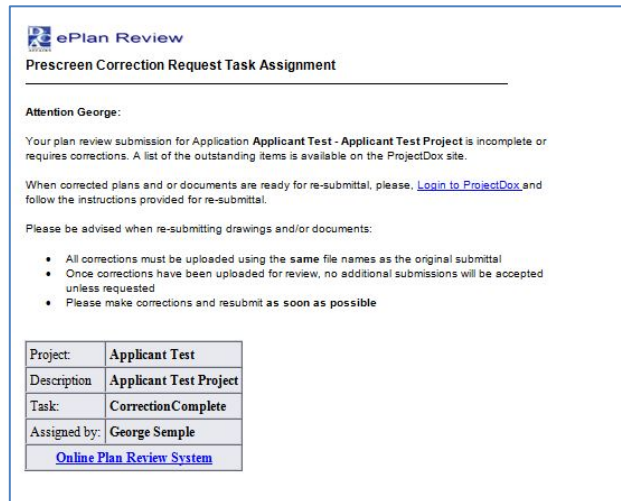 ePlan Review
Prescreen Correction Request Task Assignment
Attention George:
Your plan review submission for Application Applicant Test - Applicant Test Project is incomplete or
requires corrections. A list of the outstanding items is available on the ProjectDox site.
When corrected plans and or documents are ready for re-submittal, please, Login to ProjectDox and
follow the instructions provided for re-submittal.
Please be advised when re-submitting drawings and/or documents:
• All corrections must be uploaded using the same file names as the original submittal
• Once corrections have been uploaded for review, no additional submissions will be accepted
unless requested
• Please make corrections and resubmit as soon as possible
Project: Applicant Test
Description Applicant Test Project
Task: CorrectionComplete
Assigned by: George Semple
Online Plan Review System